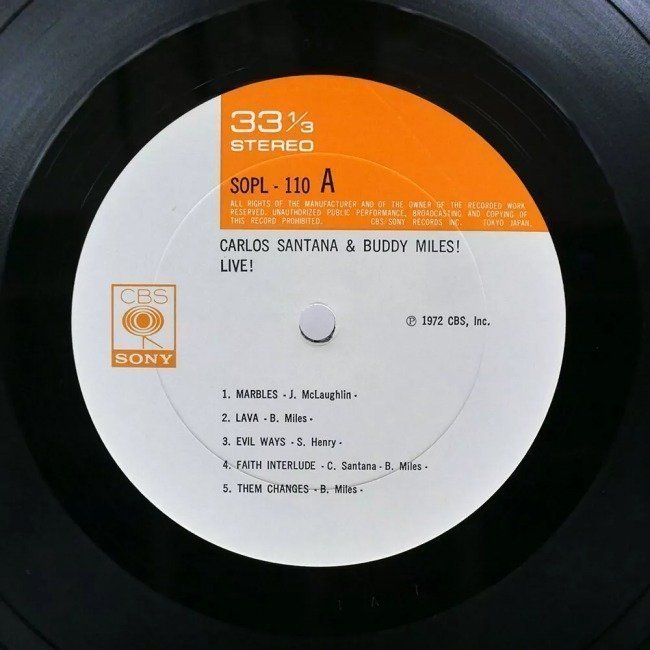 33 1/3
STEREO
SOPL - 110 A
ALL RIGHTS OF THE MANUFACTURER AND OF THE OWNER OF THE RECORDED WORK
RESERVED. UNAUTHORIZED PUBLIC PERFORMANCE, BROADCASTING AND COPYING OF
THIS RECORD PROHIBITED. CBS/SONY RECORDS INC. TOKYO JAPAN.
CARLOS SANTANA & BUDDY MILES!
LIVE!
CBS
SONY
℗ 1972 CBS, Inc.
1. MARBLES - J. McLaughlin -
2. LAVA - B. Miles -
3. EVIL WAYS - S. Henry -
4. FAITH INTERLUDE - C. Santana - B. Miles -
5. THEM CHANGES - B. Miles -